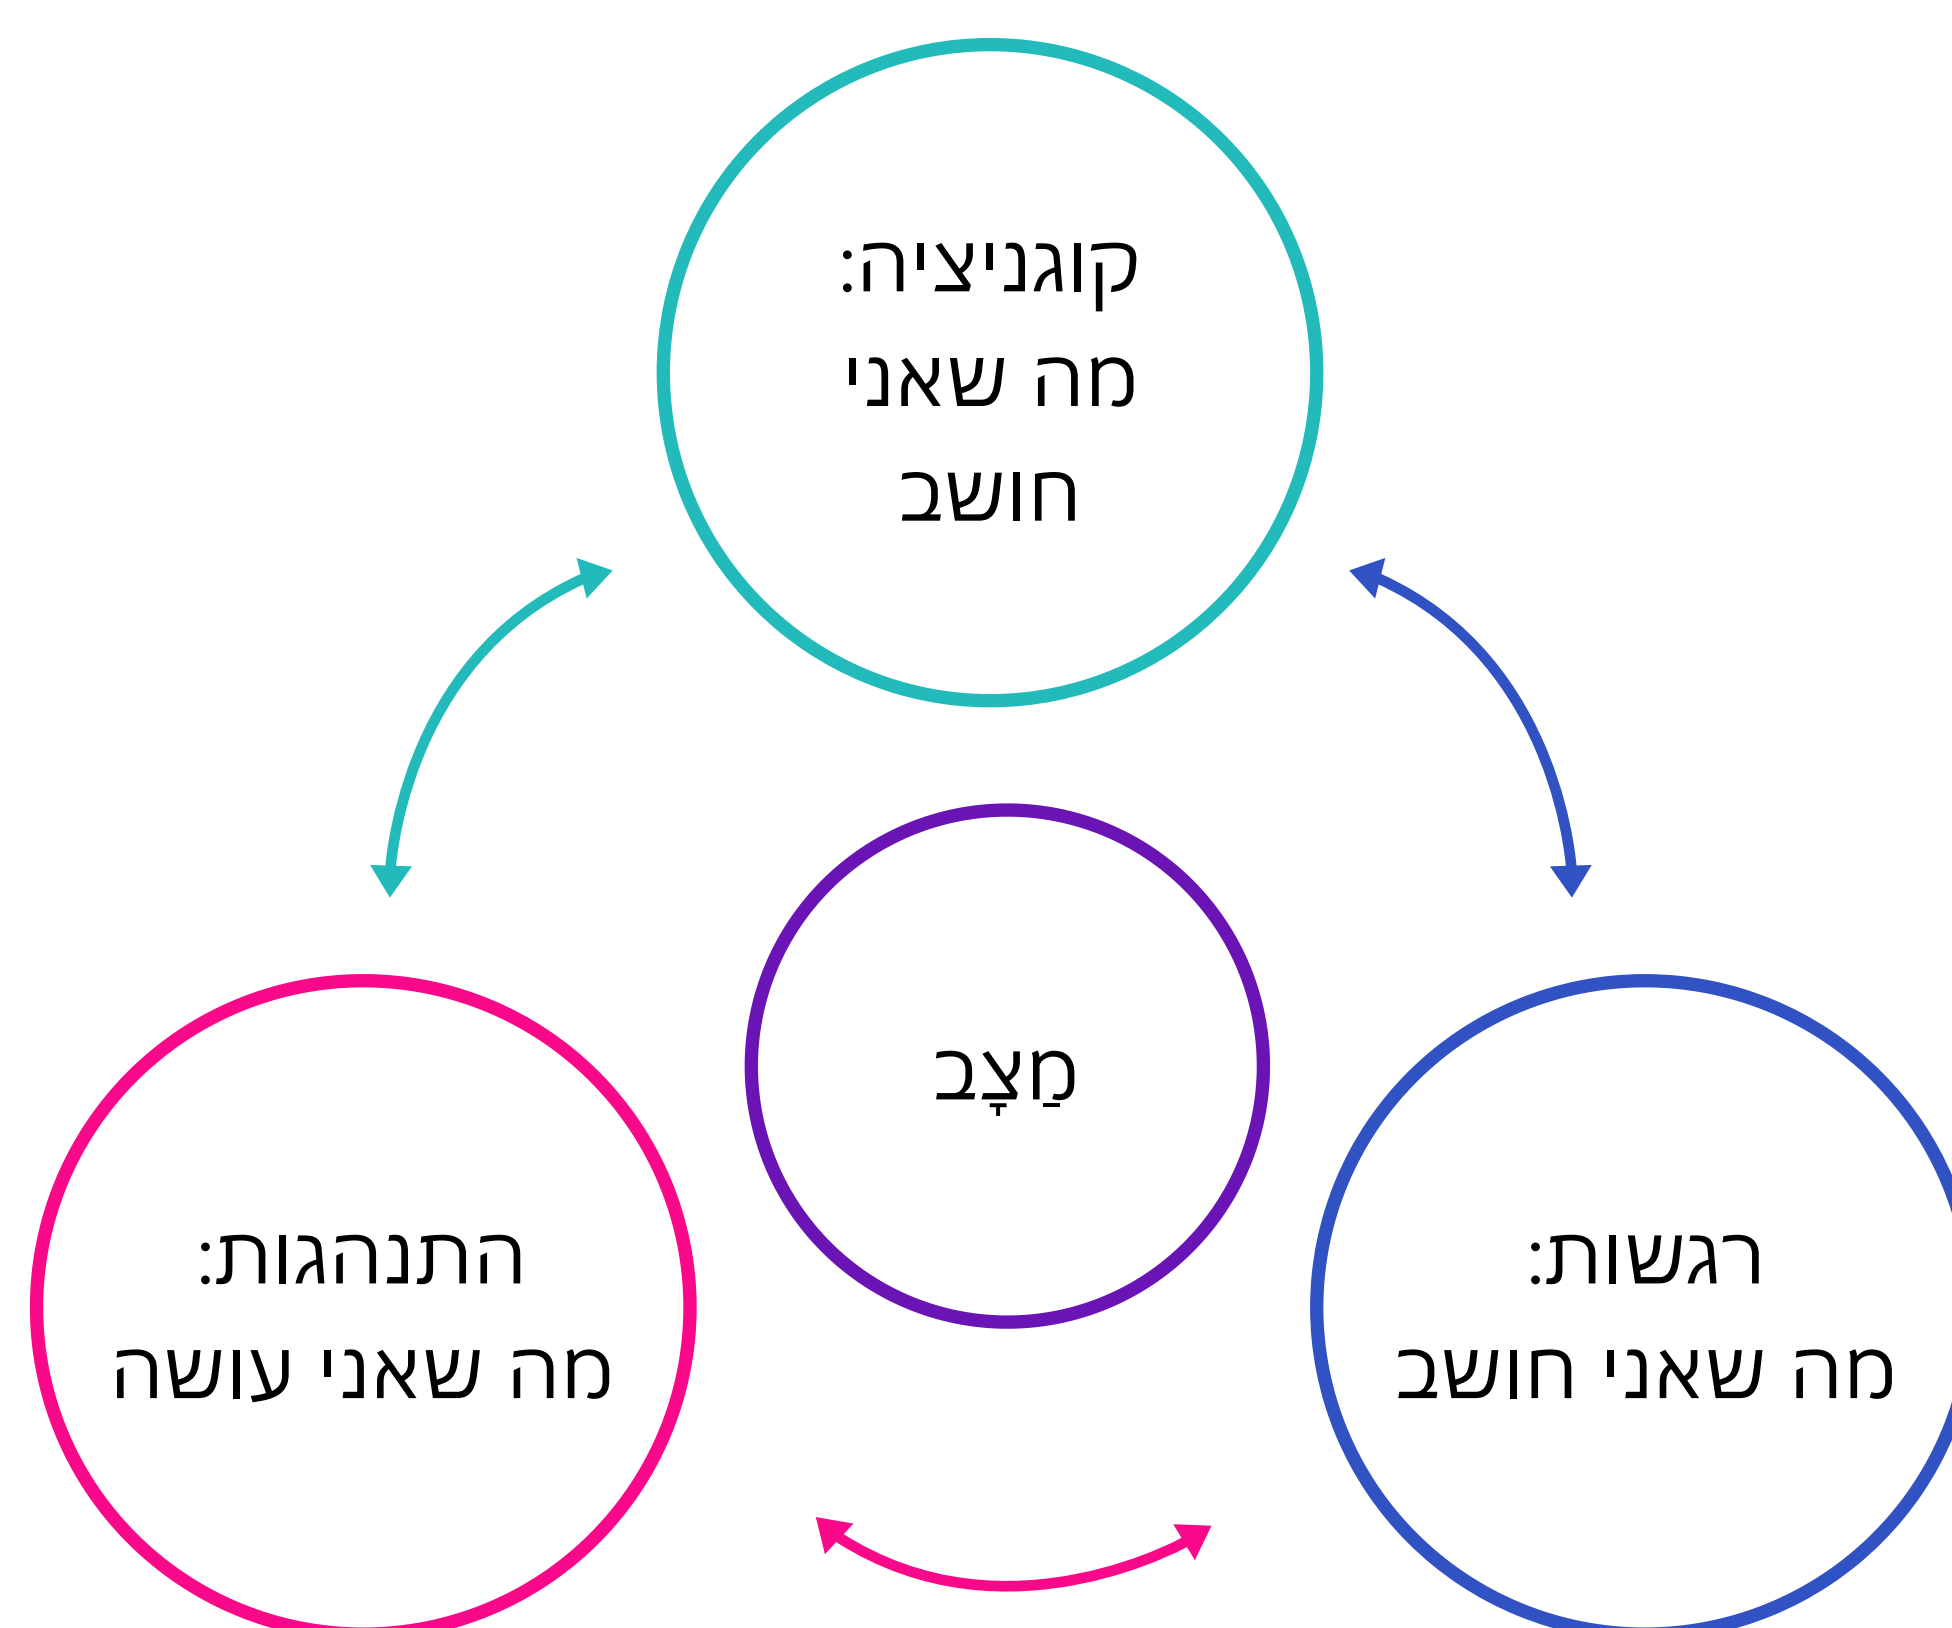 קוגניציה:
מה שאני
חושב
מַצָב
רגשות:
מה שאני חושב
התנהגות:
מה שאני עושה